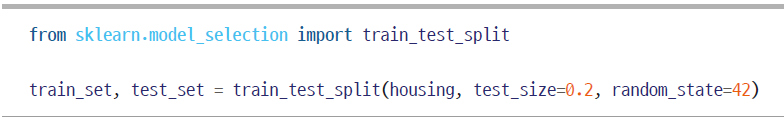 from sklearn.model_selection import train_test_split
train_set, test_set = train_test_split(housing, test_size=0.2, random_state=42)